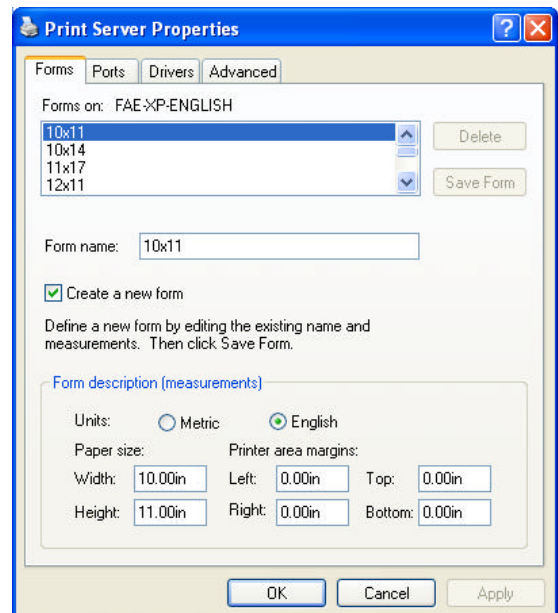 Print Server Properties
Forms Ports Drivers Advanced
Forms on: FAE-XP-ENGLISH
10x11
10x14
11x17
12x11
Delete
Save Form
Form name: 10x11
Create a new form
Define a new form by editing the existing name and
measurements. Then click Save Form.
Form description (measurements)
Units: Metric English
Paper size: Printer area margins:
Width: 10.00in Left: 0.00in Top: 0.00in
Height: 11.00in Right: 0.00in Bottom: 0.00in
OK Cancel Apply